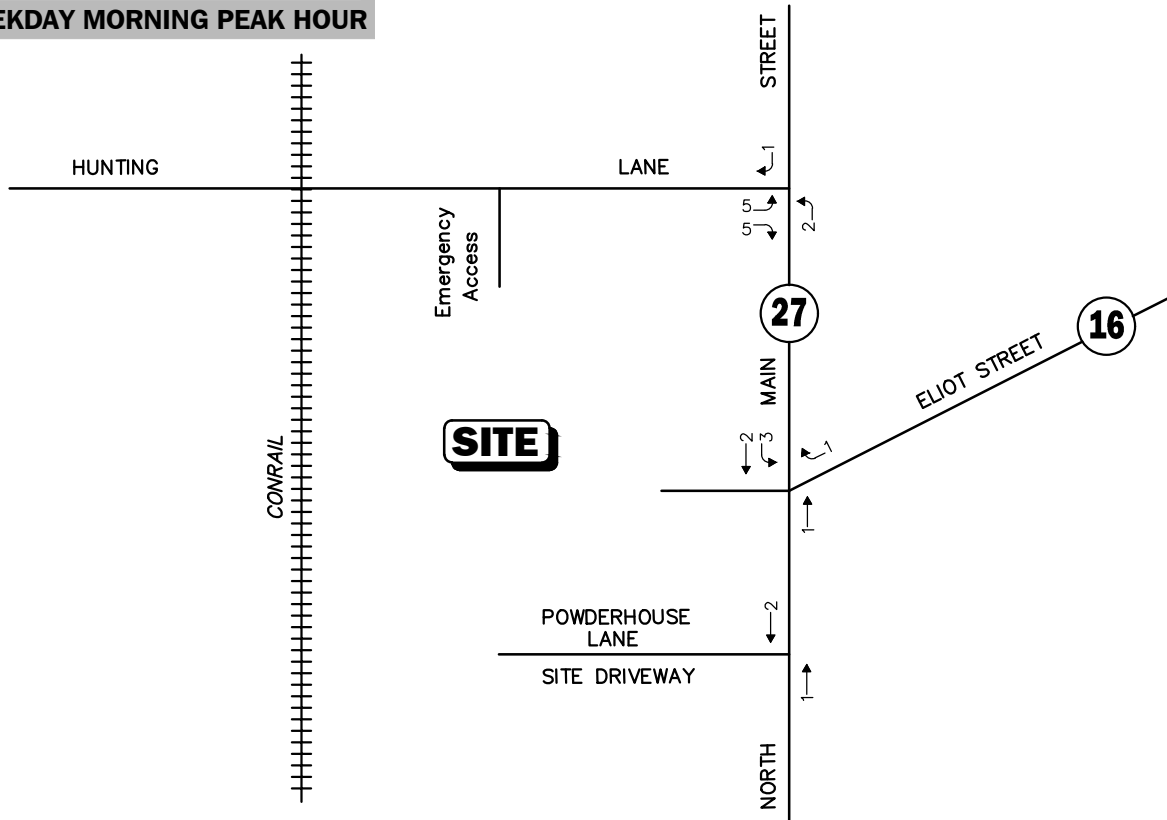 EKDAY MORNING PEAK HOUR
STREET
HUNTING
LANE
1
5
5
2
Emergency
Access
27
16
ELIOT STREET
MAIN
SITE
CONRAIL
2
3
1
1
POWDERHOUSE
LANE
2
SITE DRIVEWAY
1
NORTH